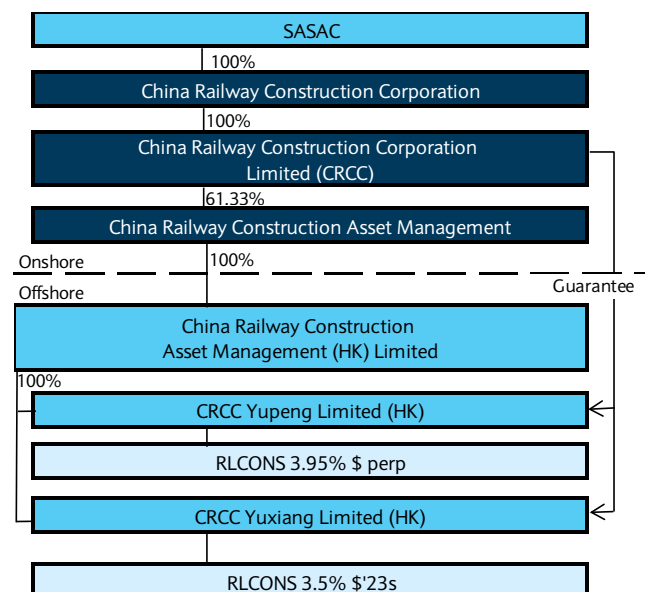 SASAC
100%
China Railway Construction Corporation
100%
China Railway Construction Corporation
Limited (CRCC)
61.33%
China Railway Construction Asset Management
Onshore
100%
Offshore
Guarantee
China Railway Construction
Asset Management (HK) Limited
100%
CRCC Yupeng Limited (HK)
RLCONS 3.95% $ perp
CRCC Yuxiang Limited (HK)
RLCONS 3.5% $'23s